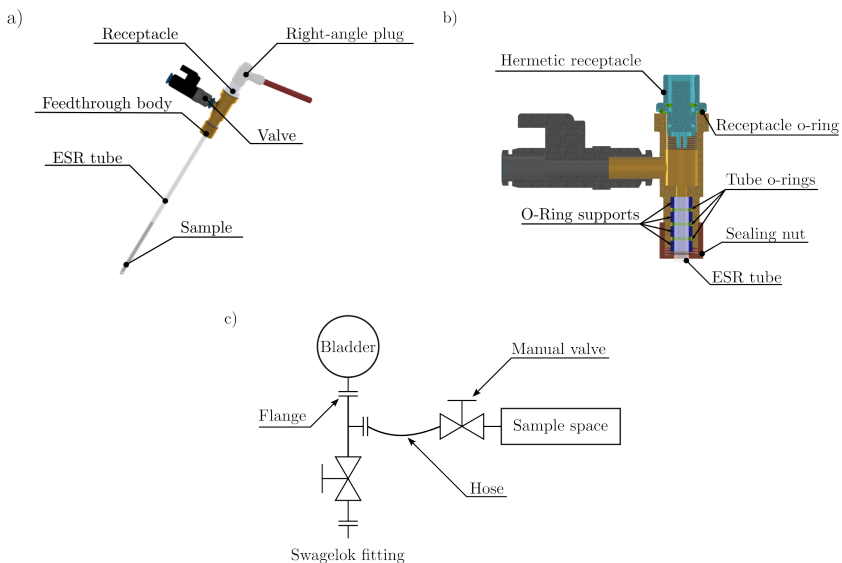 a)
Receptacle
Right-angle plug
Feedthrough body
Valve
ESR tube
Sample
b)
Hermetic receptacle
Receptacle o-ring
Tube o-rings
O-Ring supports
Sealing nut
ESR tube
c)
Bladder
Manual valve
Flange
Sample space
Hose
Swagelok fitting